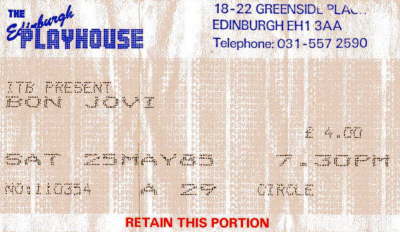 THE
Edinburgh
PLAYHOUSE
18-22 GREENSIDE PLACE
EDINBURGH EH1 3AA
Telephone: 031-557 2590
ITB PRESENT
BON JOVI
£ 4.00
SAT 25MAY85 7.30PM
NO:110354 A 29 CIRCLE
RETAIN THIS PORTION